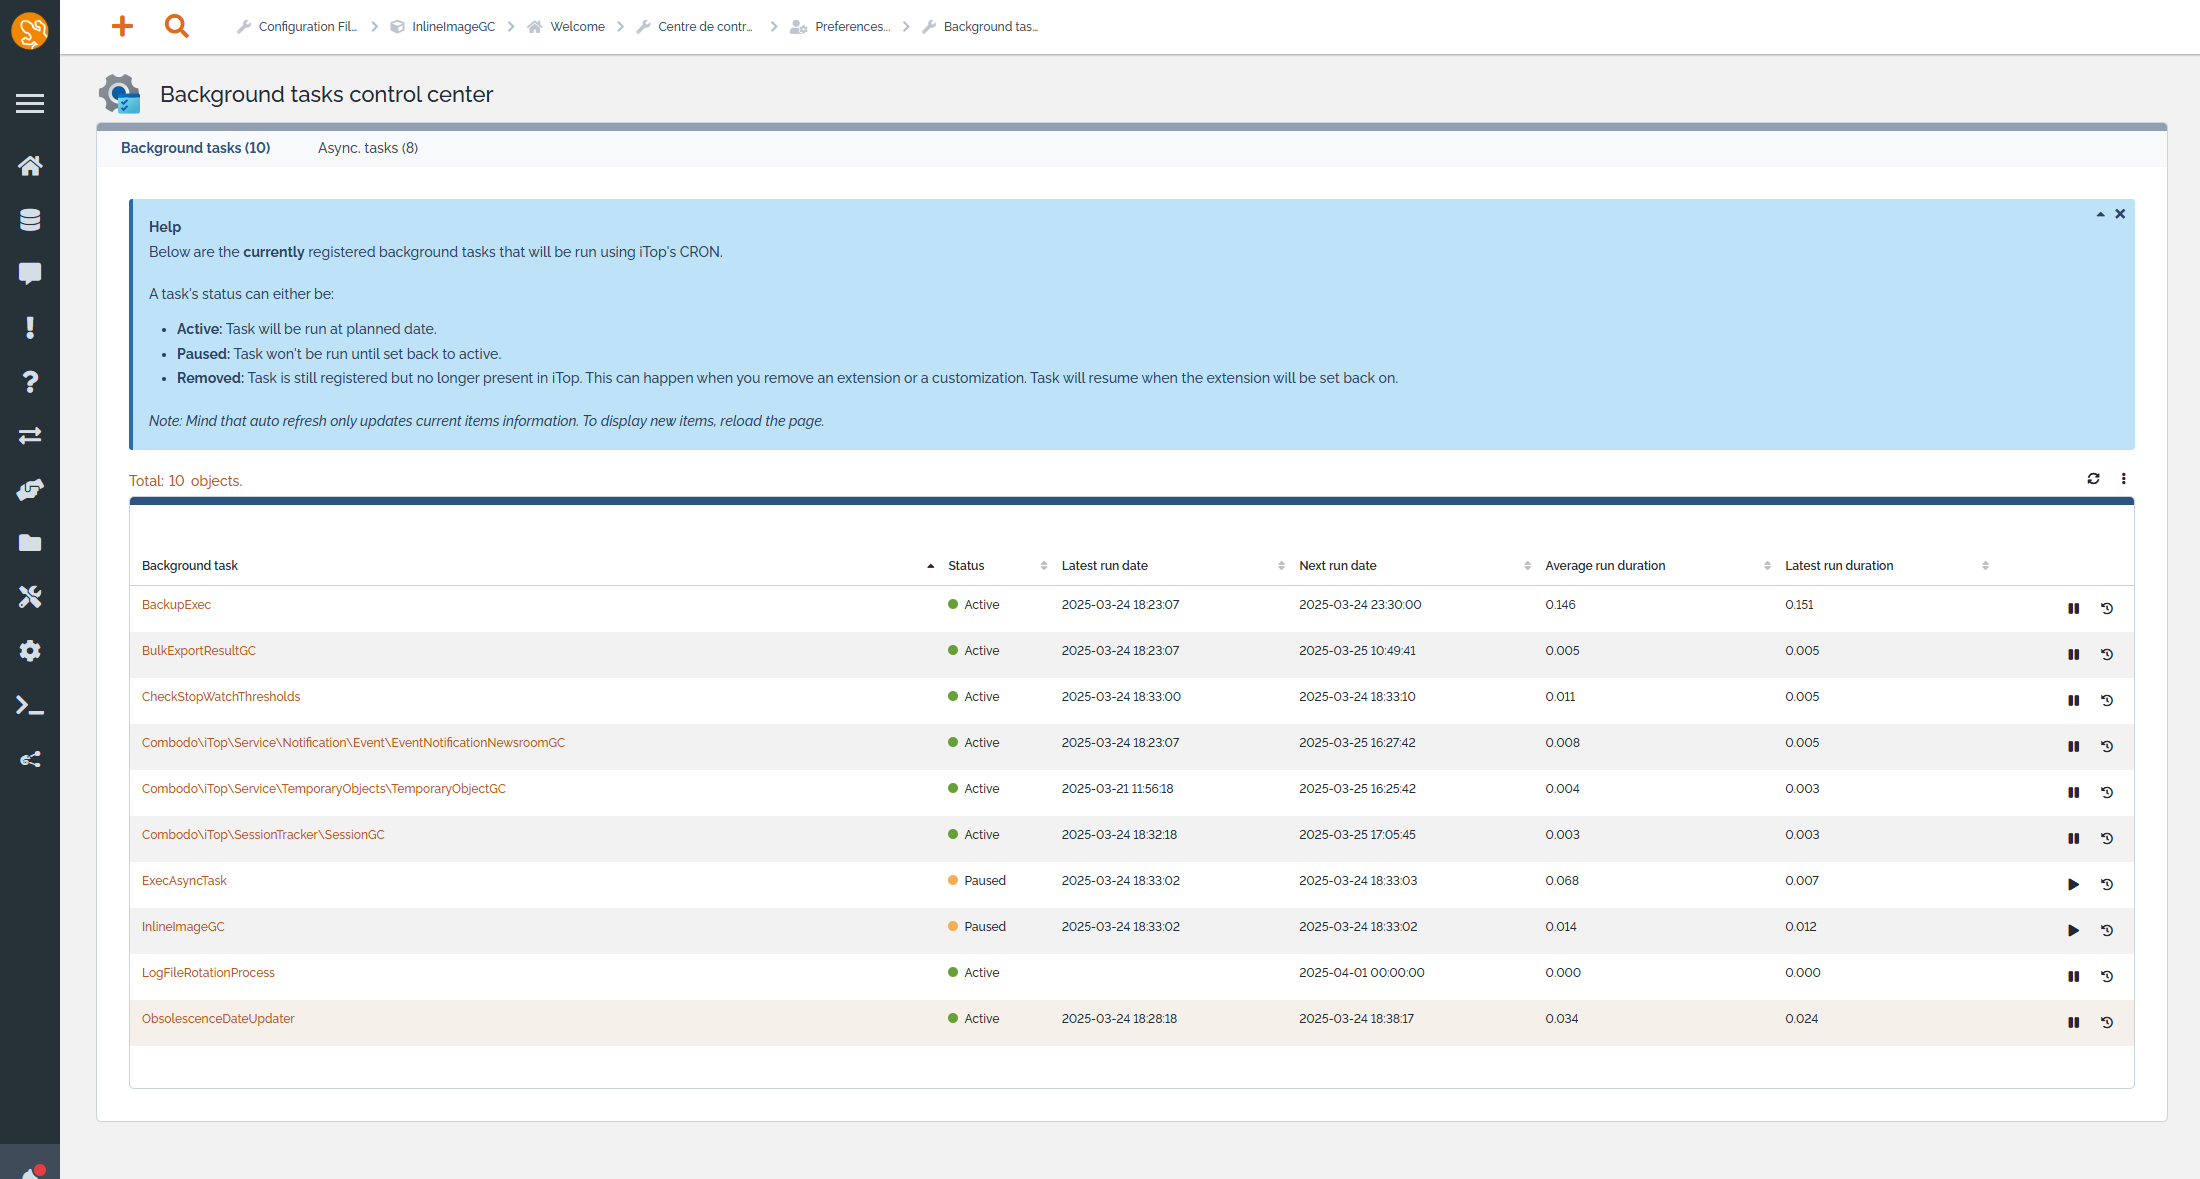 Configuration Fil... InlineImageGC Welcome Centre de contr... Preferences... Background tas...
Background tasks control center
Background tasks (10) Async. tasks (8)
Help
Below are the currently registered background tasks that will be run using iTop's CRON.
A task's status can either be:
• Active: Task will be run at planned date.
• Paused: Task won't be run until set back to active.
• Removed: Task is still registered but no longer present in iTop. This can happen when you remove an extension or a customization. Task will resume when the extension will be set back on.
Note: Mind that auto refresh only updates current items information. To display new items, reload the page.
Total: 10 objects.
Background task Status Latest run date Next run date Average run duration Latest run duration
BackupExec Active 2025-03-24 18:23:07 2025-03-24 23:30:00 0.146 0.151
BulkExportResultGC Active 2025-03-24 18:23:07 2025-03-25 10:49:41 0.005 0.005
CheckStopWatchThresholds Active 2025-03-24 18:33:00 2025-03-24 18:33:10 0.011 0.005
Combodo\iTop\Service\Notification\Event\EventNotificationNewsroomGC Active 2025-03-24 18:23:07 2025-03-25 16:27:42 0.008 0.005
Combodo\iTop\Service\TemporaryObjects\TemporaryObjectGC Active 2025-03-21 11:56:18 2025-03-25 16:25:42 0.004 0.003
Combodo\iTop\SessionTracker\SessionGC Active 2025-03-24 18:32:18 2025-03-25 17:05:45 0.003 0.003
ExecAsyncTask Paused 2025-03-24 18:33:02 2025-03-24 18:33:03 0.068 0.007
InlineImageGC Paused 2025-03-24 18:33:02 2025-03-24 18:33:02 0.014 0.012
LogFileRotationProcess Active 2025-04-01 00:00:00 0.000 0.000
ObsolescenceDateUpdater Active 2025-03-24 18:28:18 2025-03-24 18:38:17 0.034 0.024